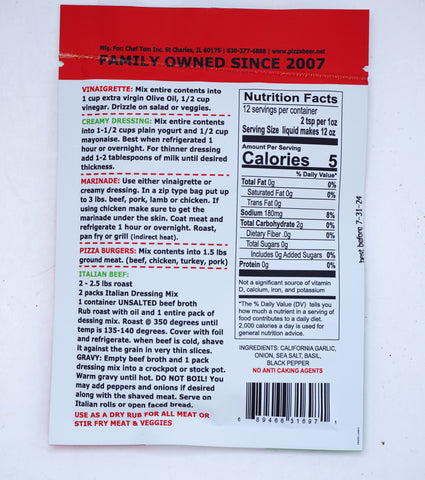 Mfg. For: Chef Tom Inc. St Charles, IL 60175 | 630-377-6888 | www.pizzabeer.net
FAMILY OWNED SINCE 2007
VINAIGRETTE: Mix entire contents into
1 cup extra virgin Olive Oil, 1/2 cup
vinegar. Drizzle on salad or veggies.
CREAMY DRESSING: Mix entire contents
into 1-1/2 cups plain yogurt and 1/2 cup
mayonaise. Best when refrigerated 1
hour or overnight. For thinner dressing
add 1-2 tablespoons of milk until desired
thickness.
MARINADE: Use either vinaigrette or
creamy dressing. In a zip type bag put up
to 3 lbs. beef, pork, lamb or chicken. If
using chicken make sure to get the
marinade under the skin. Coat meat and
refrigerate 1 hour or overnight. Roast,
pan fry or grill (indirect heat).
PIZZA BURGERS: Mix contents into 1.5 lbs
ground meat. (beef, chicken, turkey, pork)
ITALIAN BEEF:
2 - 2.5 lbs roast
2 packs Italian Dressing Mix
1 container UNSALTED beef broth
Rub roast with oil and 1 entire pack of
dessing mix. Roast @ 350 degrees until
temp is 135-140 degrees. Cover with foil
and refrigerate. when beef is cold, shave
it against the grain in very thin slices.
GRAVY: Empty beef broth and 1 pack
dressing mix into a crockpot or stock pot.
Warm gravy until hot. DO NOT BOIL! You
may add peppers and onions if desired
along with the shaved meat. Serve on
Italian rolls or open faced bread.
USE AS A DRY RUB FOR ALL MEAT OR
STIR FRY MEAT & VEGGIES
Nutrition Facts
12 servings per container
2 tsp per 1oz
Serving Size liquid makes 12 oz
Amount Per Serving
Calories 5
% Daily Value*
Total Fat 0g 0%
Saturated Fat 0g 0%
Trans Fat 0g
Sodium 180mg 8%
Total Carbohydrate 2g 0%
Dietary Fiber .0g 0%
Total Sugars 0g
Includes 0g Added Sugars 0%
Protein 0g 0%
Not a significant source of vitamin
D, calcium, iron, and potassium
*The % Daily Value (DV) tells you
how much a nutrient in a serving of
food contributes to a daily diet.
2,000 calories a day is used for
general nutrition advice.
INGREDIENTS: CALIFORNIA GARLIC,
ONION, SEA SALT, BASIL,
BLACK PEPPER
NO ANTI CAKING AGENTS
6 89466 31697 1
best before 7-31-24